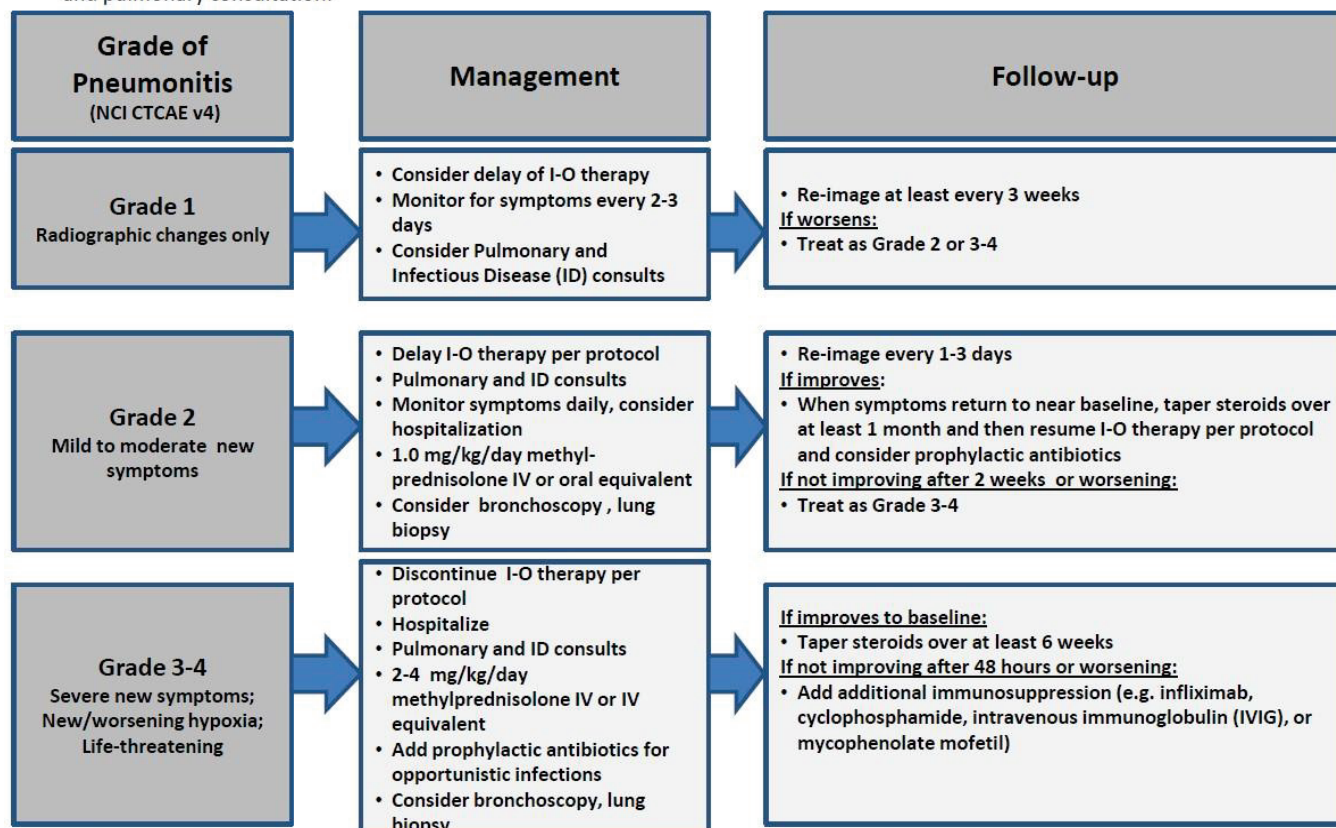 and pulmonary consultation.
Grade of
Pneumonitis
(NCI CTCAE v4)
Management
Follow-up
Grade 1
Radiographic changes only
• Consider delay of I-O therapy
• Monitor for symptoms every 2-3
days
• Consider Pulmonary and
Infectious Disease (ID) consults
• Re-image at least every 3 weeks
If worsens:
• Treat as Grade 2 or 3-4
Grade 2
Mild to moderate new
symptoms
• Delay I-O therapy per protocol
• Pulmonary and ID consults
• Monitor symptoms daily, consider
hospitalization
• 1.0 mg/kg/day methyl-
prednisolone IV or oral equivalent
• Consider bronchoscopy , lung
biopsy
• Re-image every 1-3 days
If improves:
• When symptoms return to near baseline, taper steroids over
at least 1 month and then resume I-O therapy per protocol
and consider prophylactic antibiotics
If not improving after 2 weeks or worsening:
• Treat as Grade 3-4
Grade 3-4
Severe new symptoms;
New/worsening hypoxia;
Life-threatening
• Discontinue I-O therapy per
protocol
• Hospitalize
• Pulmonary and ID consults
• 2-4 mg/kg/day
methylprednisolone IV or IV
equivalent
• Add prophylactic antibiotics for
opportunistic infections
• Consider bronchoscopy, lung
biopsy
If improves to baseline:
• Taper steroids over at least 6 weeks
If not improving after 48 hours or worsening:
• Add additional immunosuppression (e.g. infliximab,
cyclophosphamide, intravenous immunoglobulin (IVIG), or
mycophenolate mofetil)